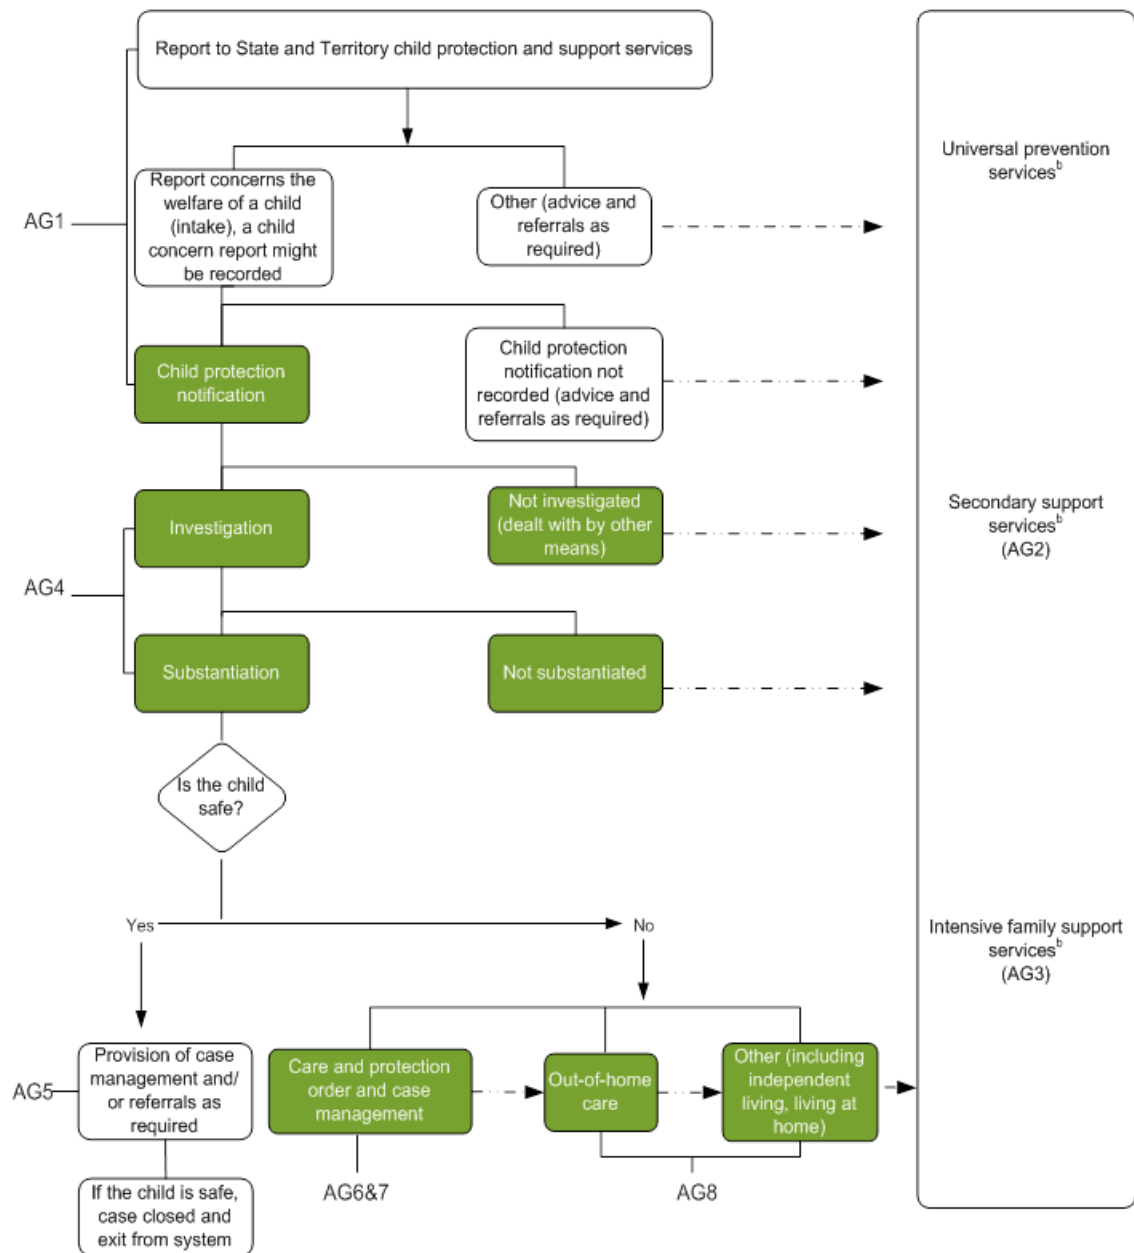 Report to State and Territory child protection and support services
Universal prevention
services^b
AG1
Report concerns the
welfare of a child
(intake), a child
concern report might
be recorded
Other (advice and
referrals as
required)
Child protection
notification
Child protection
notification not
recorded (advice and
referrals as required)
Investigation
Not investigated
(dealt with by other
means)
Secondary support
services^b
(AG2)
AG4
Substantiation
Not substantiated
Is the child
safe?
Yes
No
Intensive family support
services^b
(AG3)
AG5
Provision of case
management and/
or referrals as
required
Care and protection
order and case
management
Out-of-home
care
Other (including
independent
living, living at
home)
AG6&7
AG8
If the child is safe,
case closed and
exit from system